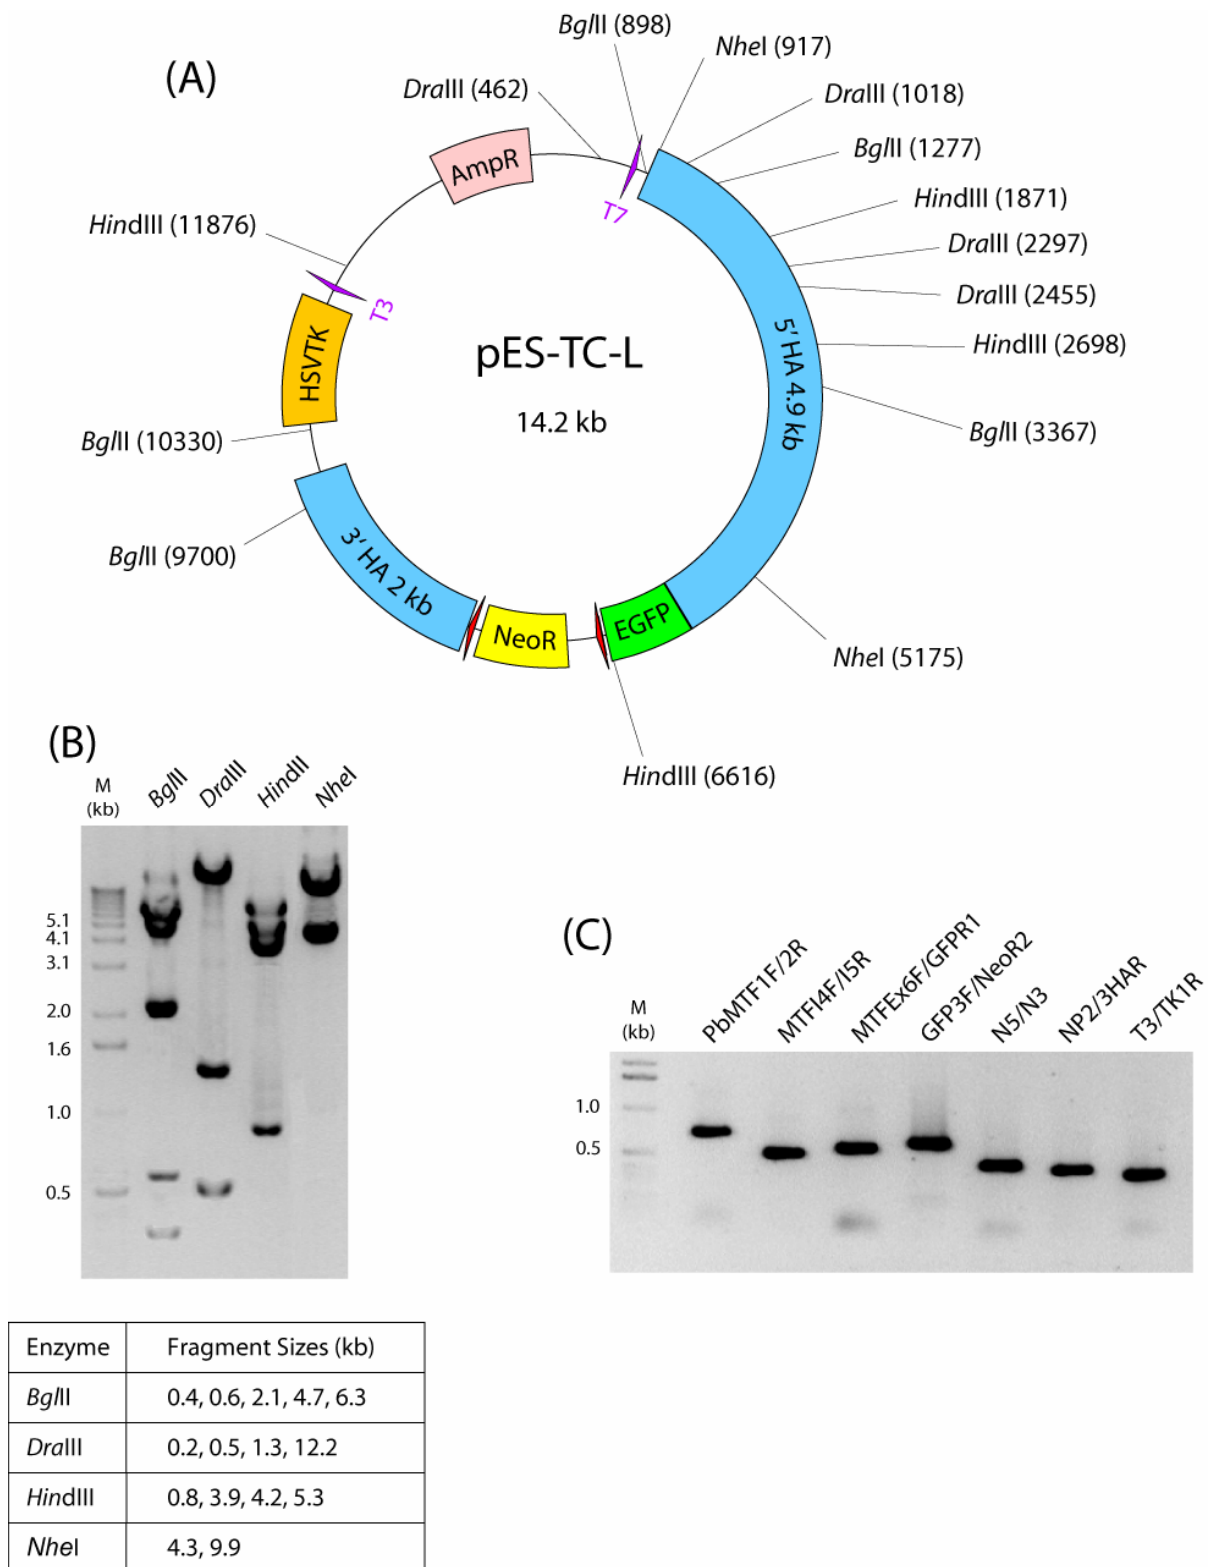 (A)
BglII (898)
NheI (917)
DraIII (462)
DraIII (1018)
BglII (1277)
HindIII (1871)
DraIII (2297)
DraIII (2455)
HindIII (2698)
BglII (3367)
NheI (5175)
HindIII (6616)
BglII (9700)
BglII (10330)
HindIII (11876)
AmpR
T7
T3
HSVTK
5′ HA 4.9 kb
pES-TC-L
14.2 kb
3′ HA 2 kb
NeoR
EGFP
(B)
M
(kb)
BglII
DraIII
HindII
NheI
5.1
4.1
3.1
2.0
1.6
1.0
0.5
(C)
M
(kb)
PbMTF1F/2R
MTFI4F/I5R
MTFEx6F/GFPR1
GFP3F/NeoR2
N5/N3
NP2/3HAR
T3/TK1R
1.0
0.5
Enzyme Fragment Sizes (kb)
BglII 0.4, 0.6, 2.1, 4.7, 6.3
DraIII 0.2, 0.5, 1.3, 12.2
HindIII 0.8, 3.9, 4.2, 5.3
NheI 4.3, 9.9